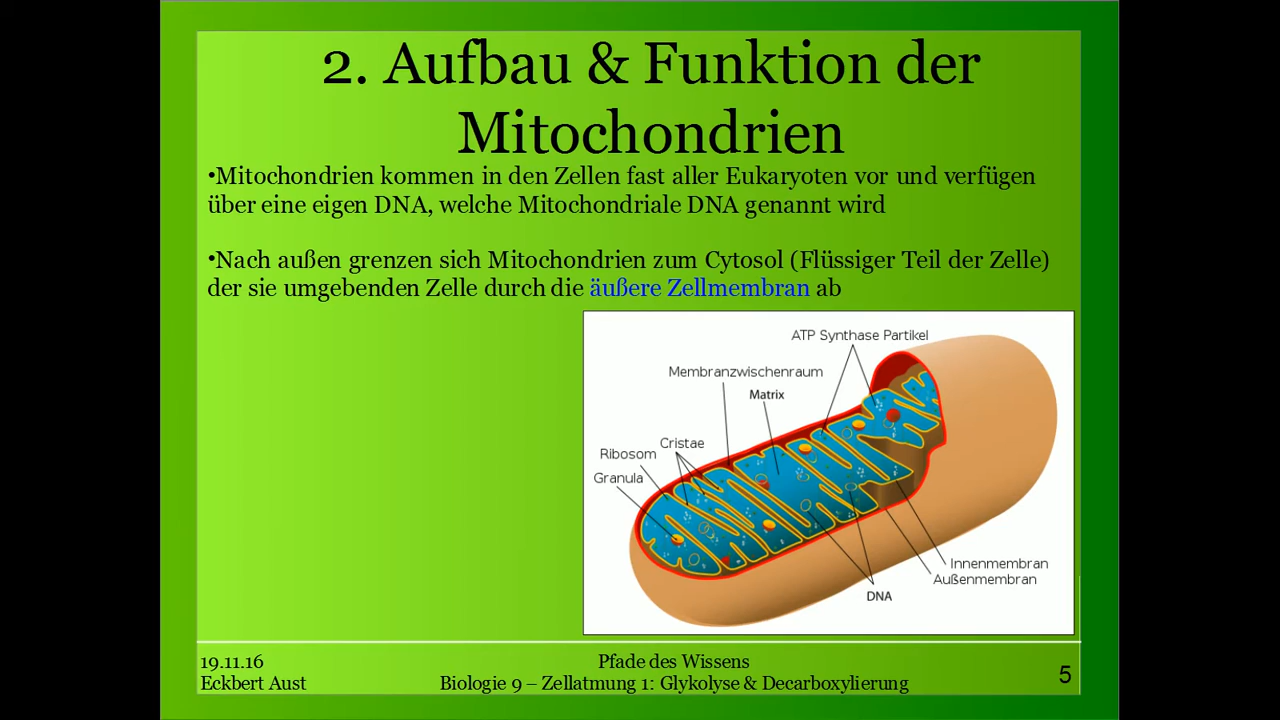 2. Aufbau & Funktion der
Mitochondrien
•Mitochondrien kommen in den Zellen fast aller Eukaryoten vor und verfügen
über eine eigen DNA, welche Mitochondriale DNA genannt wird
•Nach außen grenzen sich Mitochondrien zum Cytosol (Flüssiger Teil der Zelle)
der sie umgebenden Zelle durch die äußere Zellmembran ab
ATP Synthase Partikel
Membranzwischenraum
Matrix
Cristae
Ribosom
Granula
Innenmembran
Außenmembran
DNA
19.11.16
Eckbert Aust
Pfade des Wissens
Biologie 9 – Zellatmung 1: Glykolyse & Decarboxylierung
5